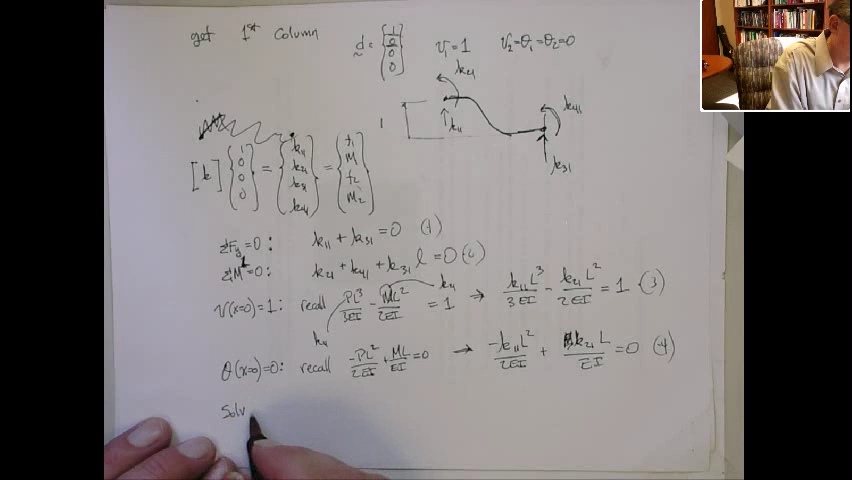 get 1st Column
d = {1 0 0 0} v₁ = 1 v₂ = θ₁ = θ₂ = 0
k₂₁
k₄₁
1
k₁₁
k₃₁
[k] {1 0 0 0} = {k₁₁ k₂₁ k₃₁ k₄₁} = {f₁ M₁ f₂ M₂}
ΣFy = 0: k₁₁ + k₃₁ = 0 (1)
k₂₁ + k₄₁ + k₃₁ l = 0 (2)
k₂₁
v(x=0) = 1: recall PL³/3EI - ML²/2EI = 1 → k₁₁L³/3EI - k₂₁L²/2EI = 1 (3)
k₁₁
θ(x=0) = 0: recall -PL²/2EI + ML/EI = 0 → -k₁₁L²/2EI + k₂₁L/EI = 0 (4)
Solv